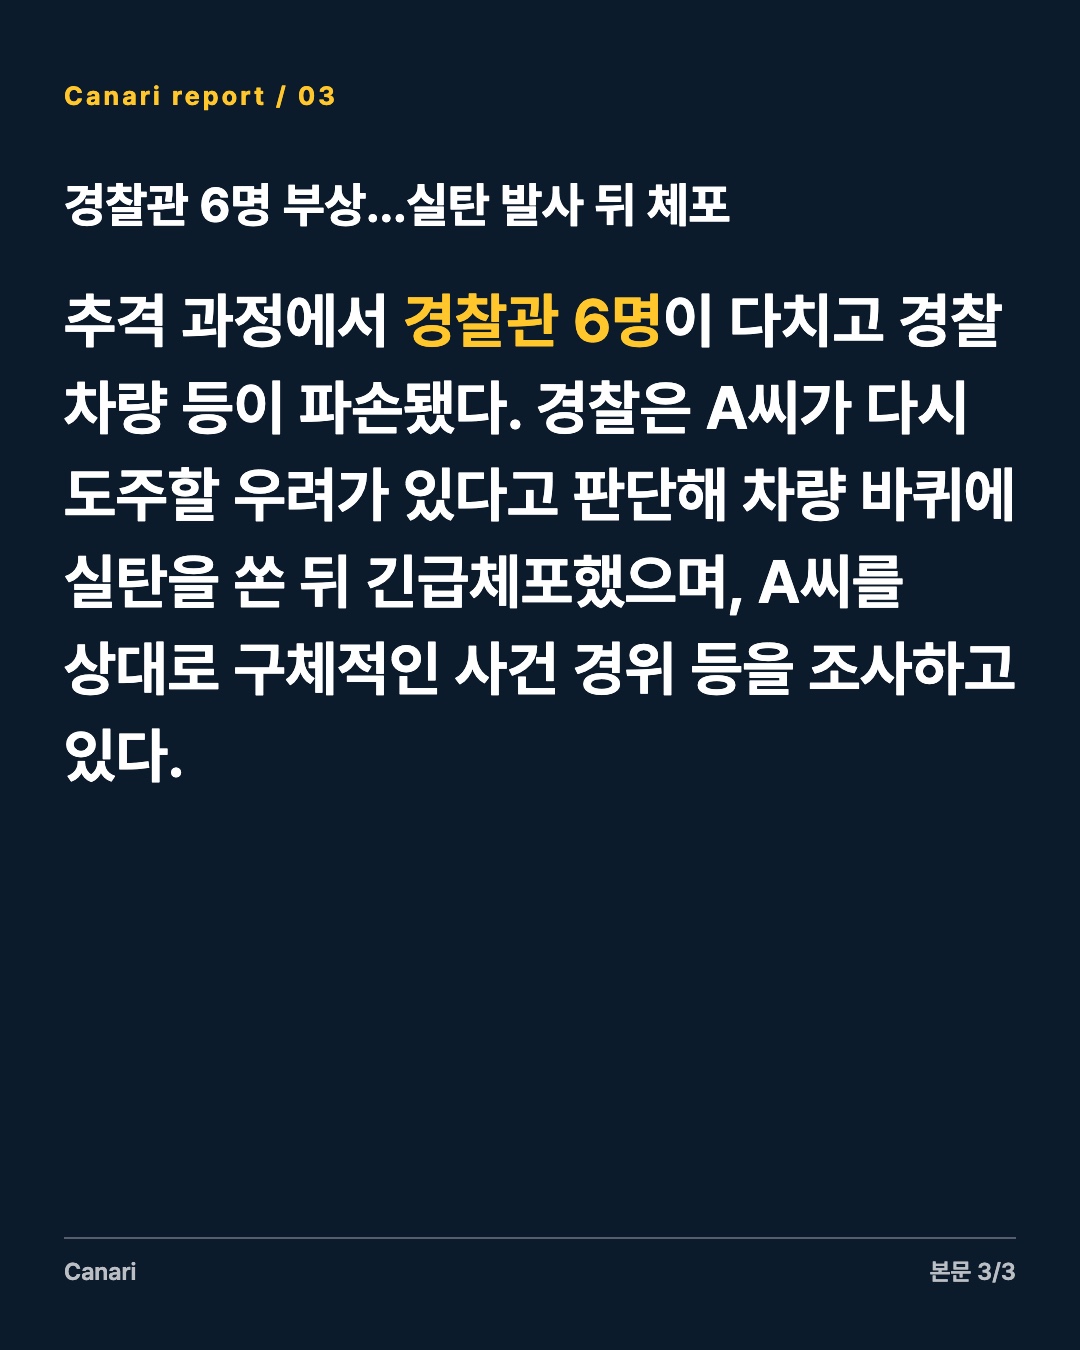 Canari report / 03
경찰관 6명 부상...실탄 발사 뒤 체포
추격 과정에서 경찰관 6명이 다치고 경찰
차량 등이 파손됐다. 경찰은 A씨가 다시
도주할 우려가 있다고 판단해 차량 바퀴에
실탄을 쏜 뒤 긴급체포했으며, A씨를
상대로 구체적인 사건 경위 등을 조사하고
있다.
Canari
본문 3/3